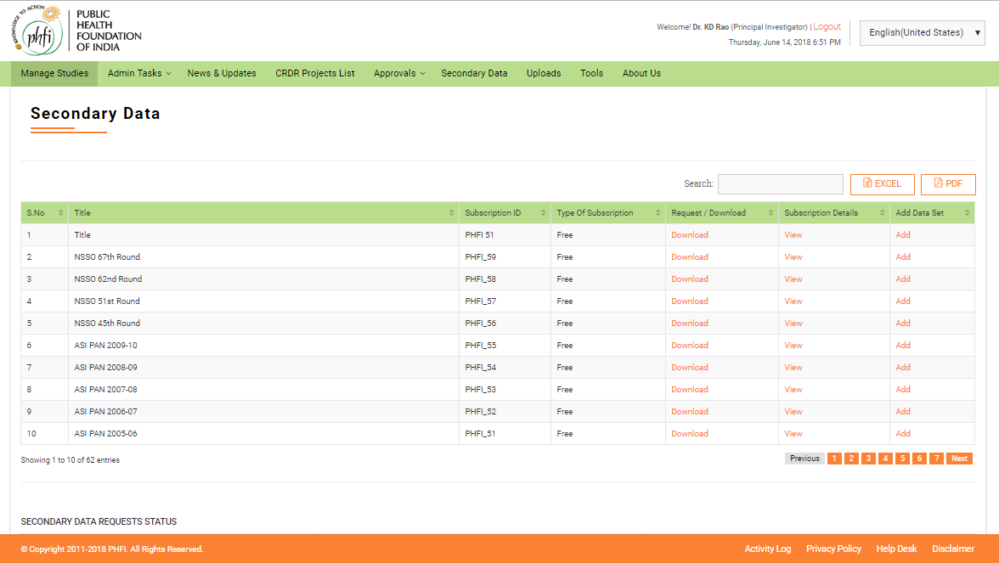 KNOWLEDGE TO ACTION
phfi
PUBLIC
HEALTH
FOUNDATION
OF INDIA
Welcome! Dr. KD Rao (Principal Investigator) | Logout
Thursday, June 14, 2018 6:51 PM
English(United States)
Manage Studies Admin Tasks News & Updates CRDR Projects List Approvals Secondary Data Uploads Tools About Us
Secondary Data
Search: EXCEL PDF
S.No Title Subscription ID Type Of Subscription Request / Download Subscription Details Add Data Set
1 Title PHFI 51 Free Download View Add
2 NSSO 67th Round PHFI_59 Free Download View Add
3 NSSO 62nd Round PHFI_58 Free Download View Add
4 NSSO 51st Round PHFI_57 Free Download View Add
5 NSSO 45th Round PHFI_56 Free Download View Add
6 ASI PAN 2009-10 PHFI_55 Free Download View Add
7 ASI PAN 2008-09 PHFI_54 Free Download View Add
8 ASI PAN 2007-08 PHFI_53 Free Download View Add
9 ASI PAN 2006-07 PHFI_52 Free Download View Add
10 ASI PAN 2005-06 PHFI_51 Free Download View Add
Showing 1 to 10 of 62 entries Previous 1 2 3 4 5 6 7 Next
SECONDARY DATA REQUESTS STATUS
© Copyright 2011-2018 PHFI. All Rights Reserved. Activity Log Privacy Policy Help Desk Disclaimer